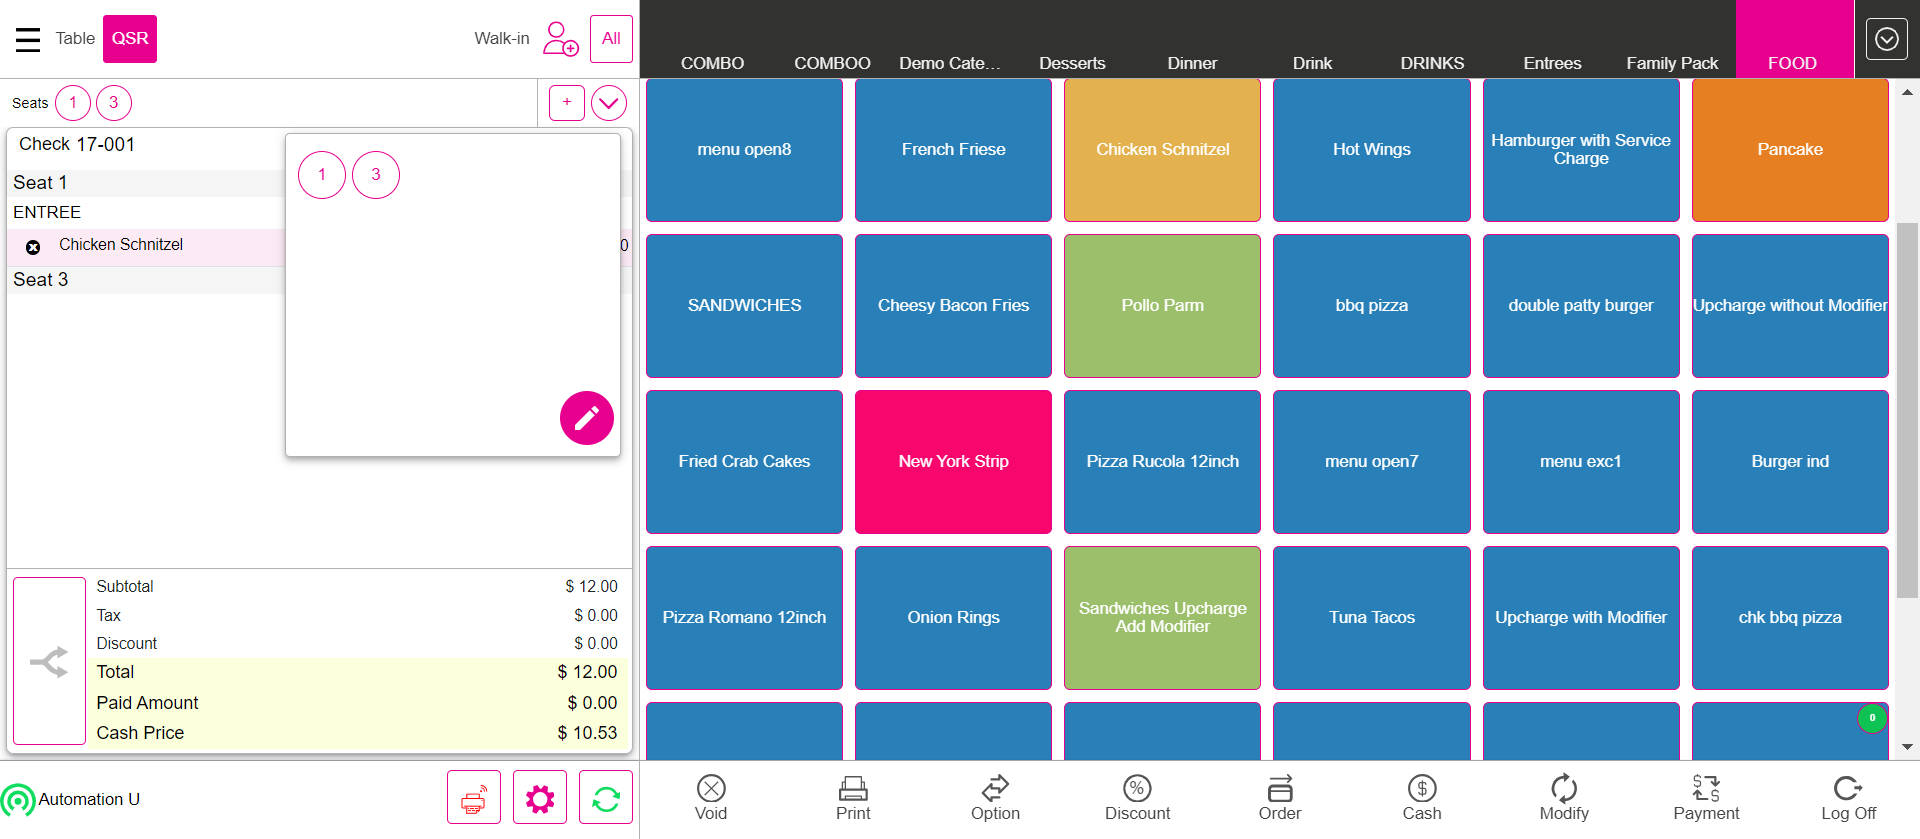 Table
QSR
Walk-in
All
COMBO
COMBOO
Demo Cate...
Desserts
Dinner
Drink
DRINKS
Entrees
Family Pack
FOOD
Seats
1
3
+
Check 17-001
Seat 1
ENTREE
Chicken Schnitzel
0
Seat 3
1
3
Subtotal
$ 12.00
Tax
$ 0.00
Discount
$ 0.00
Total
$ 12.00
Paid Amount
$ 0.00
Cash Price
$ 10.53
Automation U
menu open8
French Friese
Chicken Schnitzel
Hot Wings
Hamburger with Service
Charge
Pancake
SANDWICHES
Cheesy Bacon Fries
Pollo Parm
bbq pizza
double patty burger
Upcharge without Modifier
Fried Crab Cakes
New York Strip
Pizza Rucola 12inch
menu open7
menu exc1
Burger ind
Pizza Romano 12inch
Onion Rings
Sandwiches Upcharge
Add Modifier
Tuna Tacos
Upcharge with Modifier
chk bbq pizza
0
Void
Print
Option
Discount
Order
Cash
Modify
Payment
Log Off